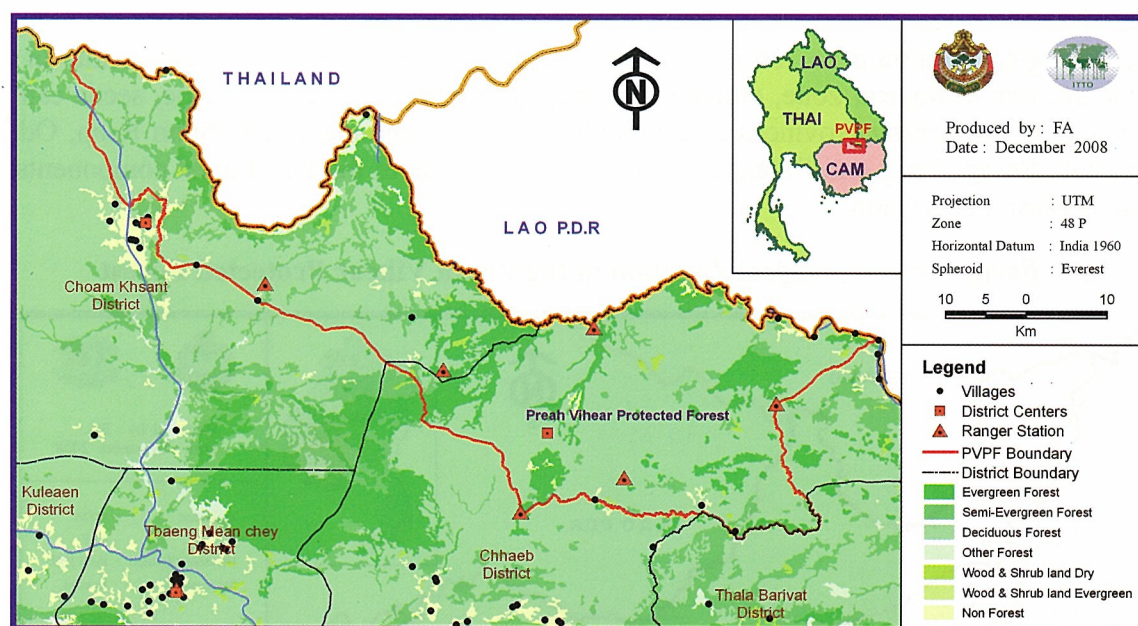 THAILAND
LAO P.D.R
N
Choam Khsant
District
Preah Vihear Protected Forest
Kuleaen
District
Tbaeng Mean chey
District
Chhaeb
District
Thala Barivat
District
LAO
THAI
PVPF
CAM
ITTO
Produced by : FA
Date : December 2008
Projection : UTM
Zone : 48 P
Horizontal Datum : India 1960
Spheroid : Everest
10 5 0 10
Km
Legend
Villages
District Centers
Ranger Station
PVPF Boundary
District Boundary
Evergreen Forest
Semi-Evergreen Forest
Deciduous Forest
Other Forest
Wood & Shrub land Dry
Wood & Shrub land Evergreen
Non Forest